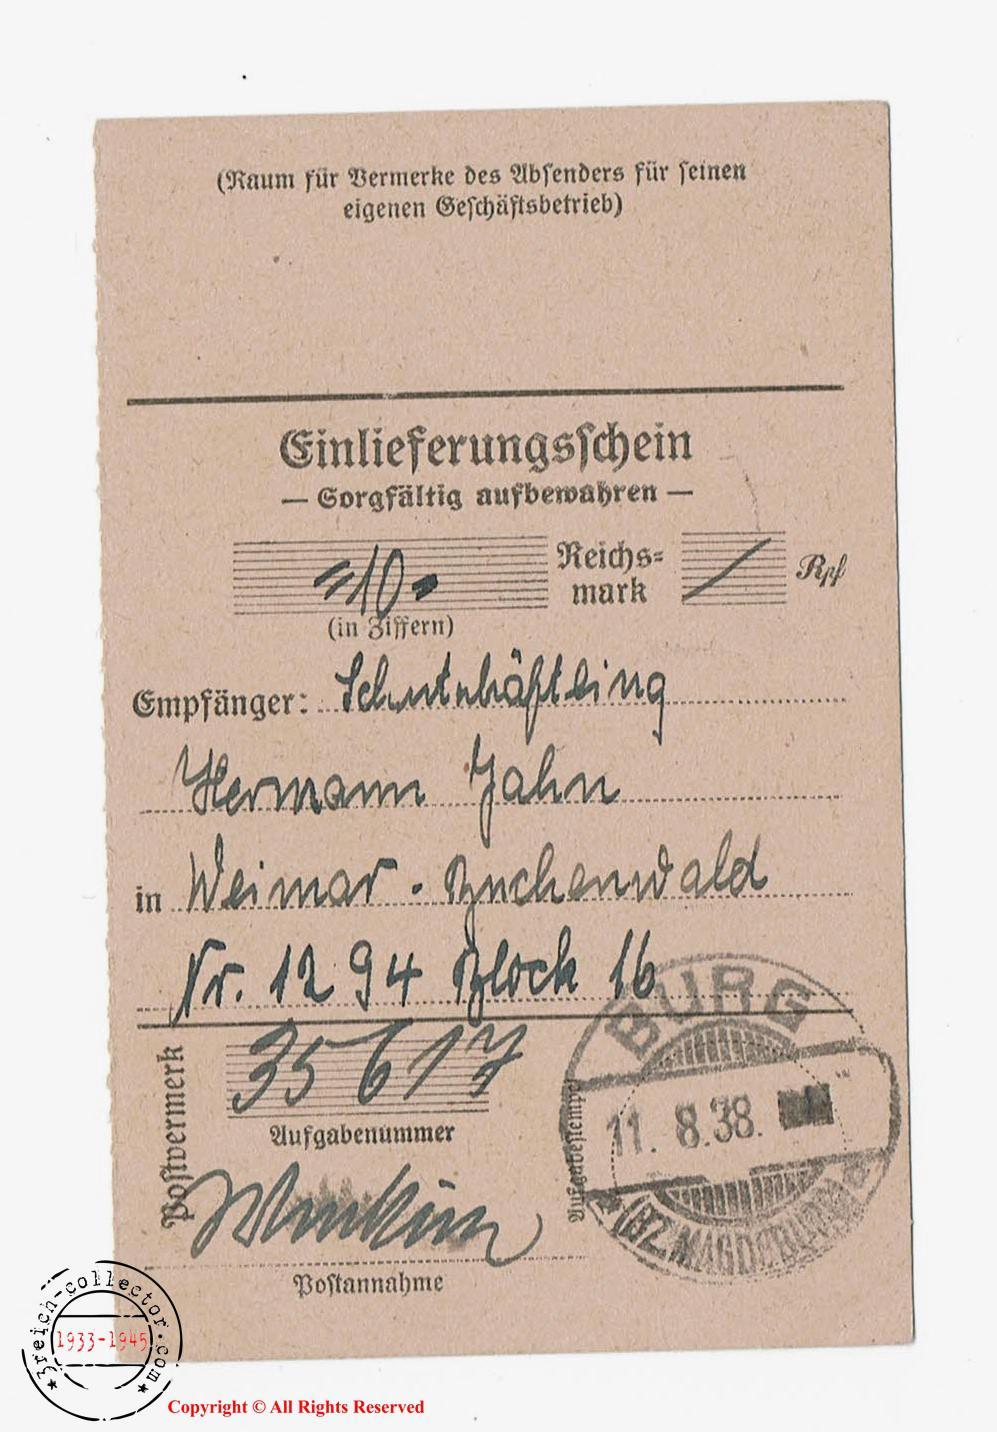 (Raum für Vermerke des Absenders für seinen
eigenen Geschäftsbetrieb)
Einlieferungsschein
— Sorgfältig aufbewahren —
=10= Reichs-
mark / Rpf
(in Ziffern)
Empfänger: Schutzhäftling
Hermann Jahn
in Weimar - Buchenwald
Nr. 1294 Block 16
Postvermerk
35617
Aufgabenummer
Postannahme
Aufgabestempel
BURG
11. 8.38.
(BZ. MAGDEBURG)
3reich-collector.com
1933-1945
Copyright © All Rights Reserved